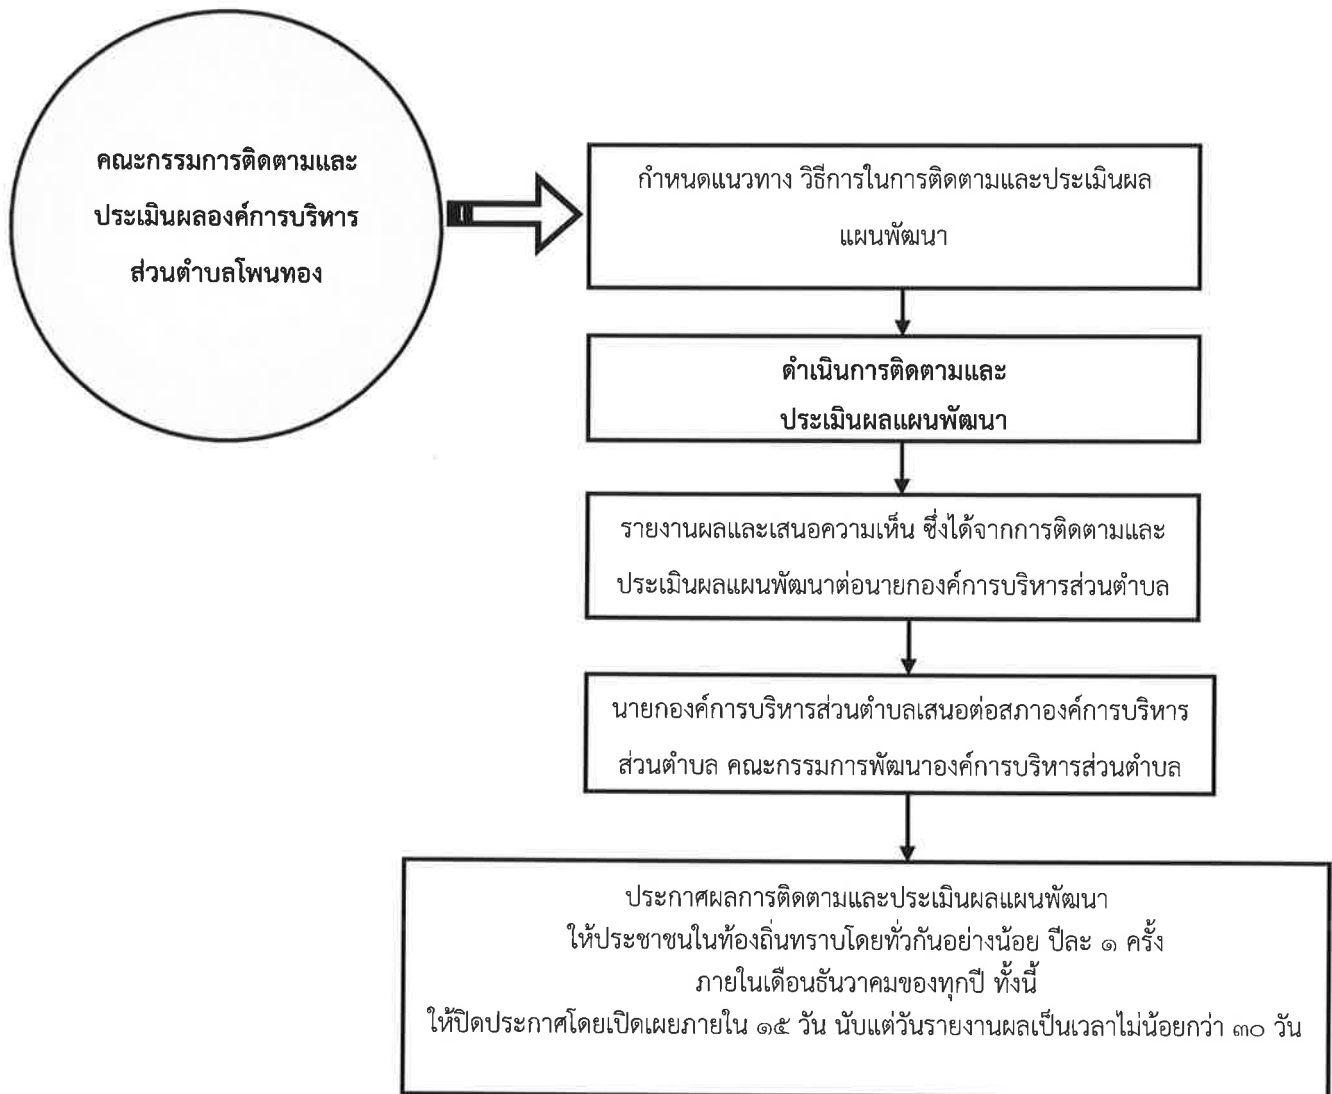 คณะกรรมการติดตามและ
ประเมินผลองค์การบริหาร
ส่วนตำบลโพนทอง
กำหนดแนวทาง วิธีการในการติดตามและประเมินผล
แผนพัฒนา
ดำเนินการติดตามและ
ประเมินผลแผนพัฒนา
รายงานผลและเสนอความเห็น ซึ่งได้จากการติดตามและ
ประเมินผลแผนพัฒนาต่อนายกองค์การบริหารส่วนตำบล
นายกองค์การบริหารส่วนตำบลเสนอต่อสภาองค์การบริหาร
ส่วนตำบล คณะกรรมการพัฒนาองค์การบริหารส่วนตำบล
ประกาศผลการติดตามและประเมินผลแผนพัฒนา
ให้ประชาชนในท้องถิ่นทราบโดยทั่วกันอย่างน้อย ปีละ ๑ ครั้ง
ภายในเดือนธันวาคมของทุกปี ทั้งนี้
ให้ปิดประกาศโดยเปิดเผยภายใน ๑๕ วัน นับแต่วันรายงานผลเป็นเวลาไม่น้อยกว่า ๓๐ วัน